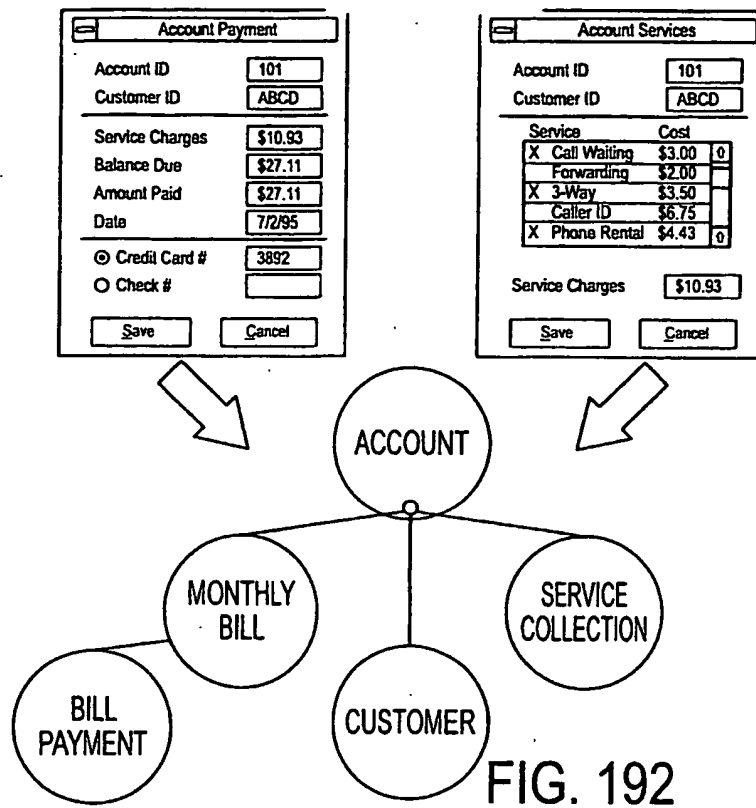 Account Payment
Account ID 101
Customer ID ABCD
Service Charges $10.93
Balance Due $27.11
Amount Paid $27.11
Date 7/2/95
Credit Card # 3892
Check #
Save Cancel
Account Services
Account ID 101
Customer ID ABCD
Service Cost
X Call Waiting $3.00
Forwarding $2.00
X 3-Way $3.50
Caller ID $6.75
X Phone Rental $4.43
Service Charges $10.93
Save Cancel
ACCOUNT
MONTHLY
BILL
SERVICE
COLLECTION
BILL
PAYMENT
CUSTOMER
FIG. 192